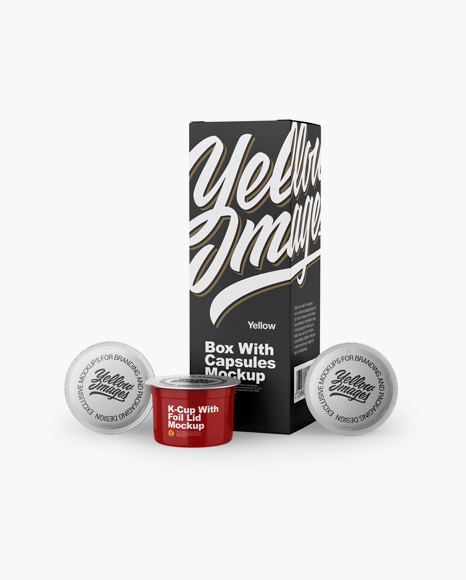 Yellow
Images
Yellow
Box With
Capsules
Mockup
EXCLUSIVE MOCKUPS FOR BRANDING AND PACKAGING DESIGN
Yellow
Images
K-Cup With
Foil Lid
Mockup
EXCLUSIVE MOCKUPS FOR BRANDING AND PACKAGING DESIGN
Yellow
Images